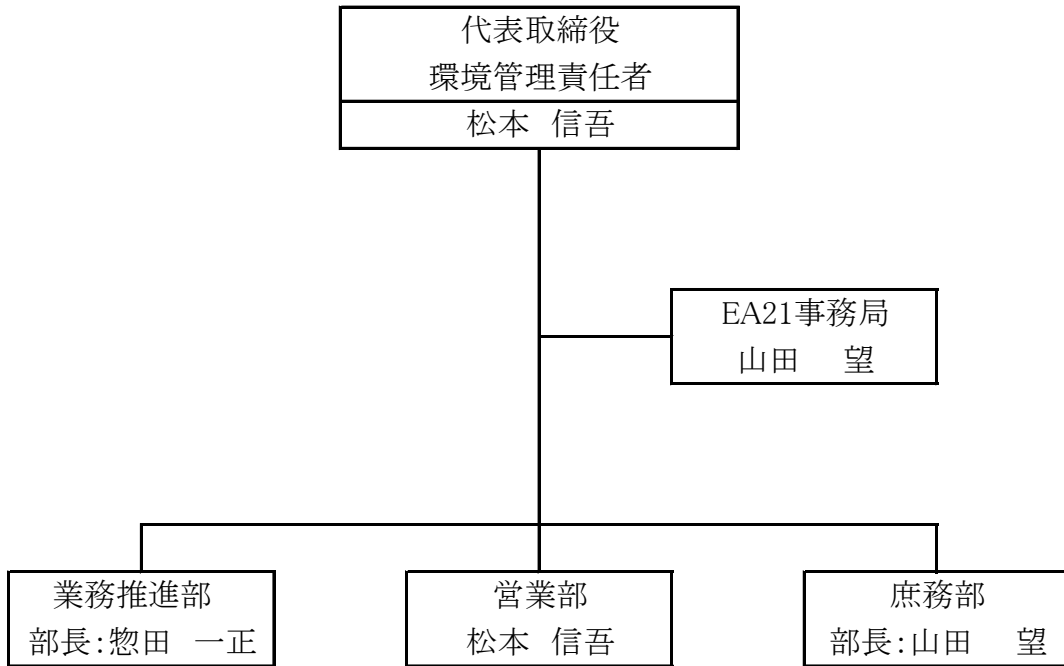 代表取締役
環境管理責任者
松本 信吾
EA21事務局
山田 望
業務推進部
部長:惣田 一正
営業部
松本 信吾
庶務部
部長:山田 望